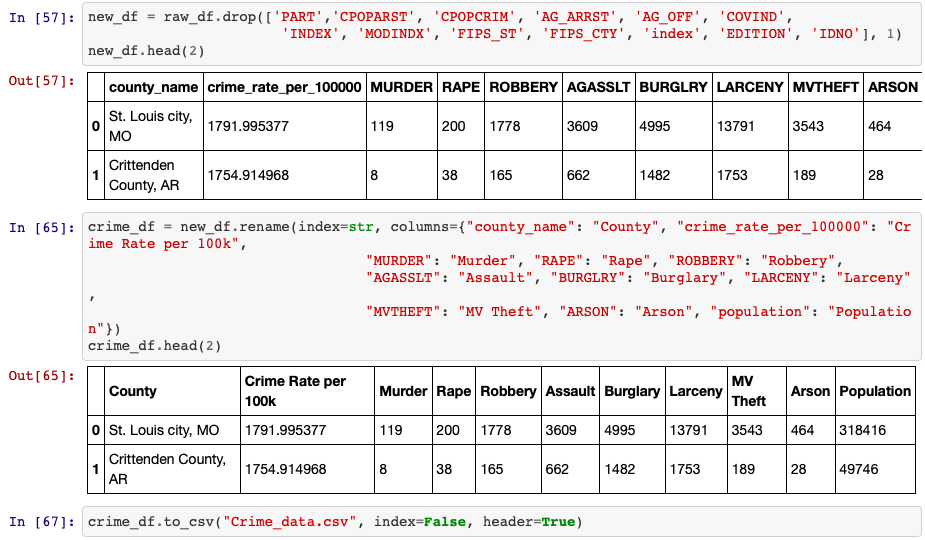 In [57]: new_df = raw_df.drop(['PART','CPOPARST', 'CPOPCRIM', 'AG_ARRST', 'AG_OFF', 'COVIND',
'INDEX', 'MODINDX', 'FIPS_ST', 'FIPS_CTY', 'index', 'EDITION', 'IDNO'], 1)
new_df.head(2)
Out[57]:
county_name crime_rate_per_100000 MURDER RAPE ROBBERY AGASSLT BURGLRY LARCENY MVTHEFT ARSON
0 St. Louis city, MO 1791.995377 119 200 1778 3609 4995 13791 3543 464
1 Crittenden County, AR 1754.914968 8 38 165 662 1482 1753 189 28
In [65]: crime_df = new_df.rename(index=str, columns={"county_name": "County", "crime_rate_per_100000": "Cr
ime Rate per 100k",
"MURDER": "Murder", "RAPE": "Rape", "ROBBERY": "Robbery",
"AGASSLT": "Assault", "BURGLRY": "Burglary", "LARCENY": "Larceny"
,
"MVTHEFT": "MV Theft", "ARSON": "Arson", "population": "Populatio
n"})
crime_df.head(2)
Out[65]:
County Crime Rate per 100k Murder Rape Robbery Assault Burglary Larceny MV Theft Arson Population
0 St. Louis city, MO 1791.995377 119 200 1778 3609 4995 13791 3543 464 318416
1 Crittenden County, AR 1754.914968 8 38 165 662 1482 1753 189 28 49746
In [67]: crime_df.to_csv("Crime_data.csv", index=False, header=True)